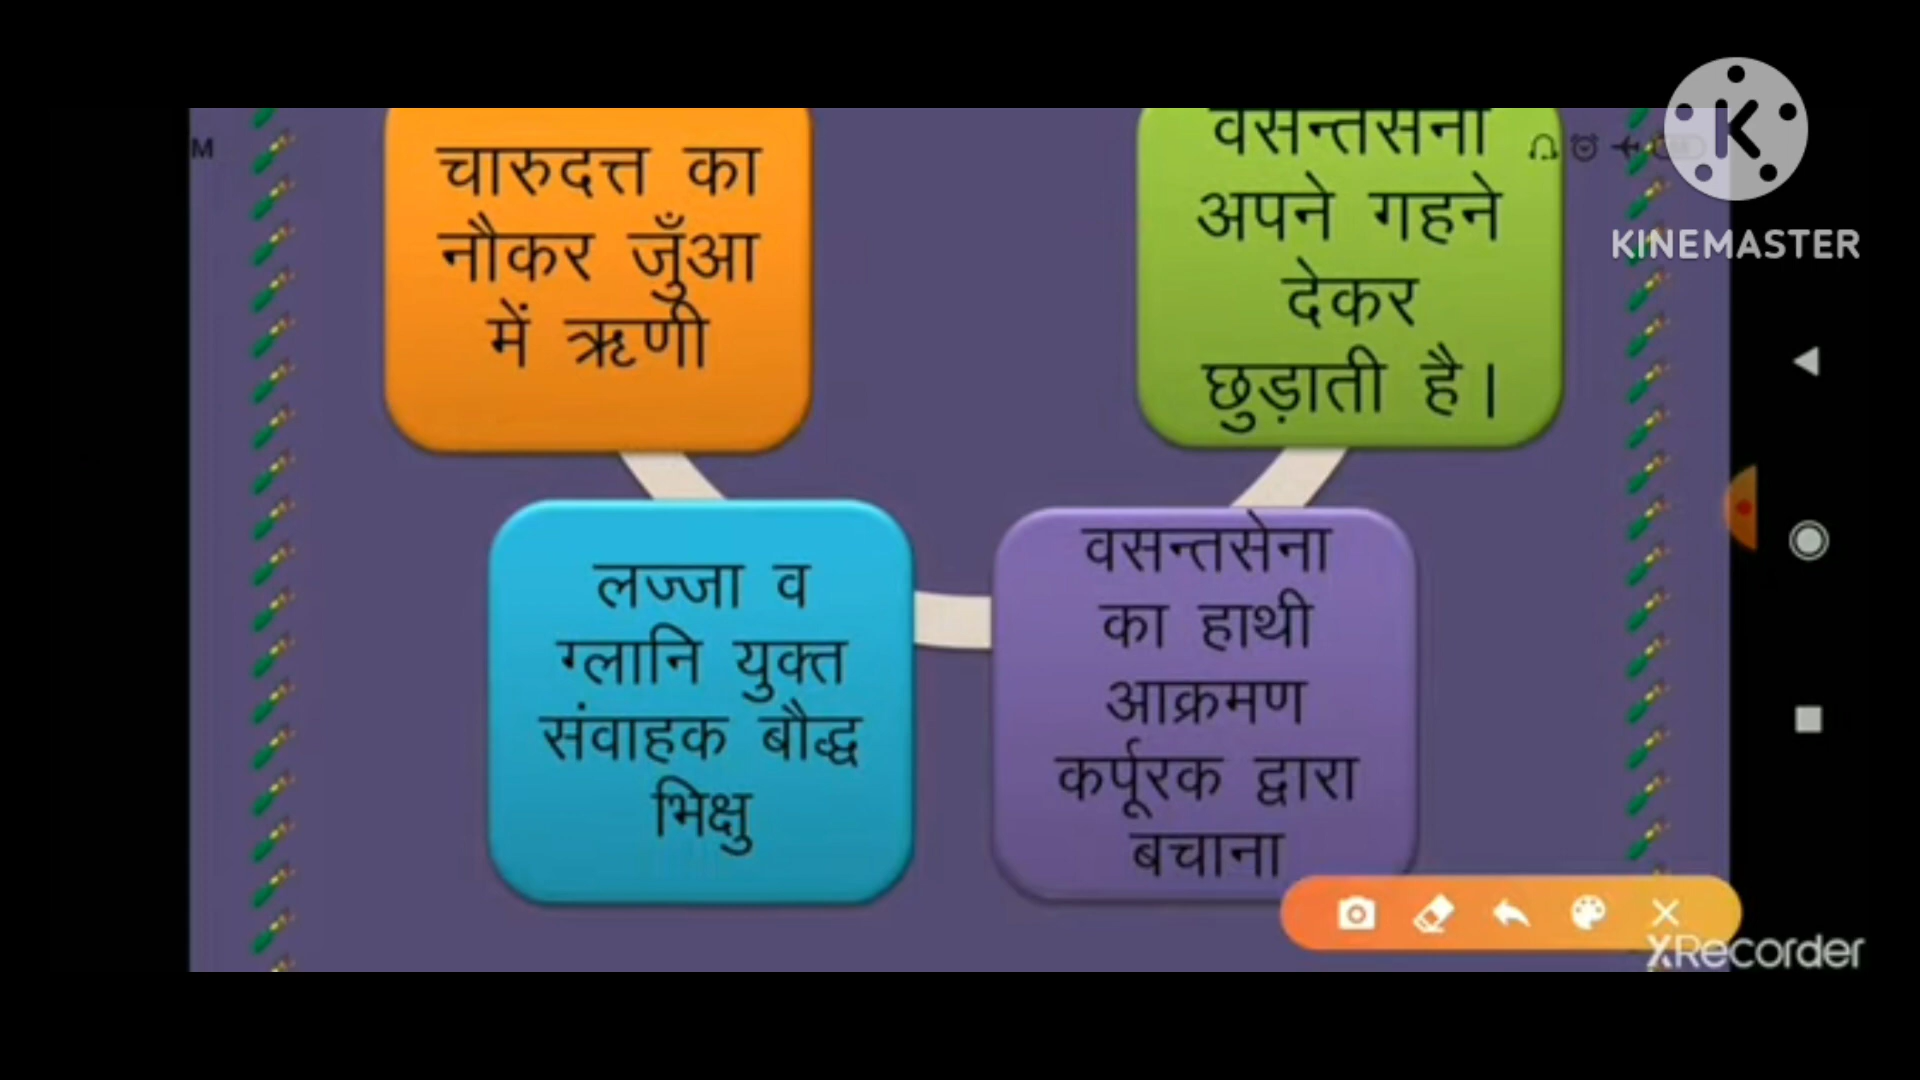 M
चारुदत्त का
नौकर जुँआ
में ऋणी
वसन्तसेना
अपने गहने
देकर
छुड़ाती है।
लज्जा व
ग्लानि युक्त
संवाहक बौद्ध
भिक्षु
वसन्तसेना
का हाथी
आक्रमण
कर्पूरक द्वारा
बचाना
KINEMASTER
XRecorder